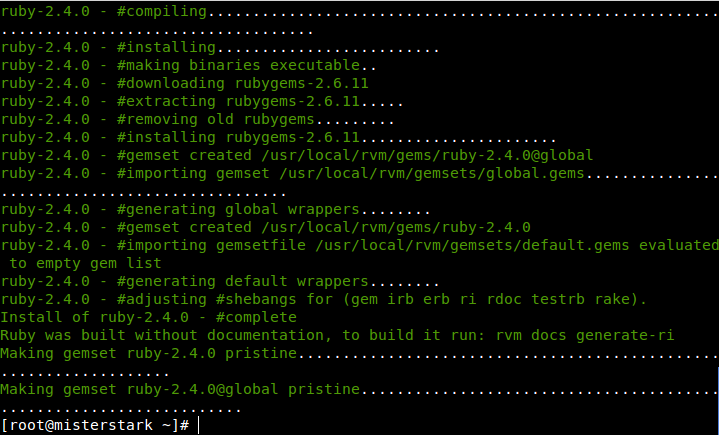 ruby-2.4.0 - #compiling.........................................................
...................................
ruby-2.4.0 - #installing.........................
ruby-2.4.0 - #making binaries executable..
ruby-2.4.0 - #downloading rubygems-2.6.11
ruby-2.4.0 - #extracting rubygems-2.6.11.....
ruby-2.4.0 - #removing old rubygems.........
ruby-2.4.0 - #installing rubygems-2.6.11......................
ruby-2.4.0 - #gemset created /usr/local/rvm/gems/ruby-2.4.0@global
ruby-2.4.0 - #importing gemset /usr/local/rvm/gemsets/global.gems...............
................................
ruby-2.4.0 - #generating global wrappers........
ruby-2.4.0 - #gemset created /usr/local/rvm/gems/ruby-2.4.0
ruby-2.4.0 - #importing gemsetfile /usr/local/rvm/gemsets/default.gems evaluated
 to empty gem list
ruby-2.4.0 - #generating default wrappers........
ruby-2.4.0 - #adjusting #shebangs for (gem irb erb ri rdoc testrb rake).
Install of ruby-2.4.0 - #complete
Ruby was built without documentation, to build it run: rvm docs generate-ri
Making gemset ruby-2.4.0 pristine...............................................
...................
Making gemset ruby-2.4.0@global pristine........................................
...........................
[root@misterstark ~]#